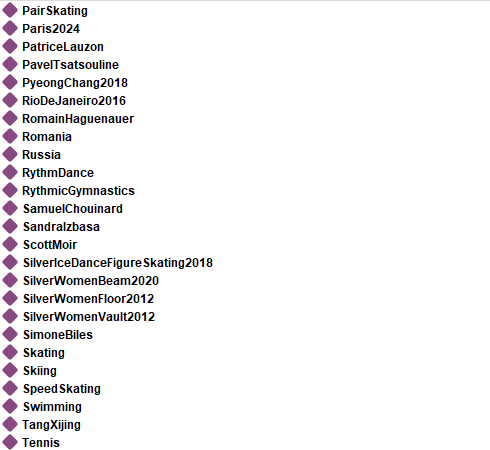 PairSkating
Paris2024
PatriceLauzon
PavelTsatsouline
PyeongChang2018
RioDeJaneiro2016
RomainHaguenauer
Romania
Russia
RythmDance
RythmicGymnastics
SamuelChouinard
SandraIzbasa
ScottMoir
SilverIceDanceFigureSkating2018
SilverWomenBeam2020
SilverWomenFloor2012
SilverWomenVault2012
SimoneBiles
Skating
Skiing
SpeedSkating
Swimming
TangXijing
Tennis